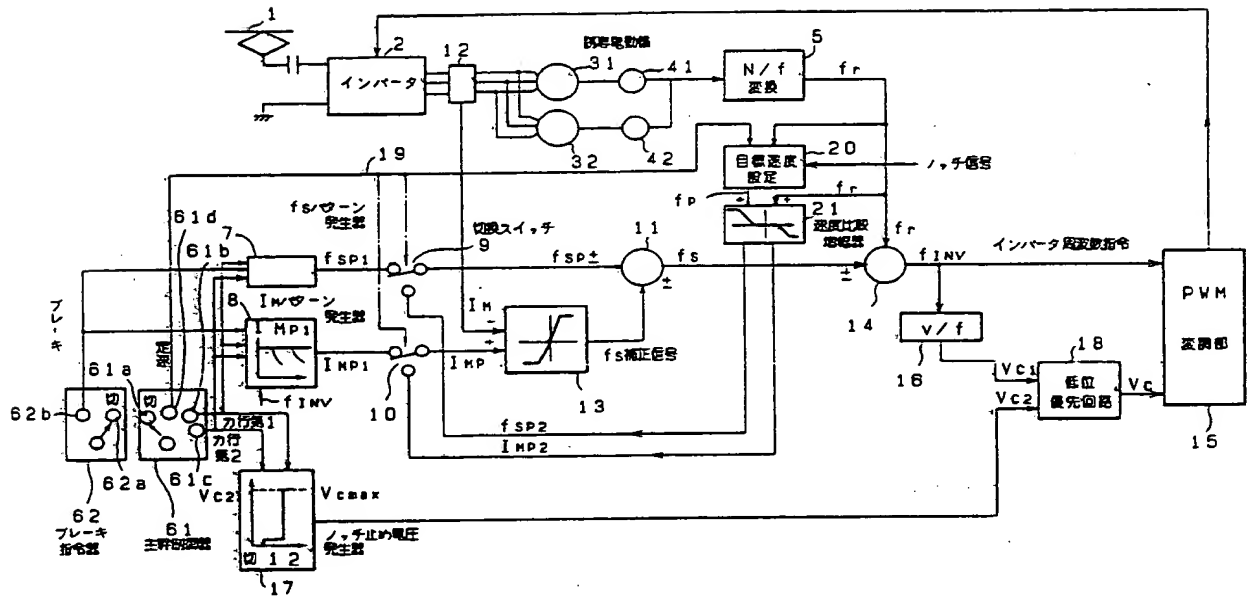 1
2
インバータ
12
誘導電動機
31
41
32
42
5
N/f
変換
fr
19
20
目標速度
設定
ノッチ信号
fP
fr
21
速度比較
増幅器
fSパターン
発生器
切換スイッチ
9
7
61d
61b
fSP1
fSP±
11
fS
fr
14
fINV
インバータ周波数指令
PWM
変調部
15
IMパターン
発生器
8
IMP1
IM
IMP1
IMP
10
fINV
13
fS補正信号
V/f
16
VC1
VC2
18
低位
優先回路
VC
fSP2
IMP2
ブレーキ
定速
61a
切
切
62b
62a
62
ブレーキ
指令器
61
主幹制御器
61c
力行第1
力行第2
VC2
VCmax
切 1 2
17
ノッチ止め電圧
発生器